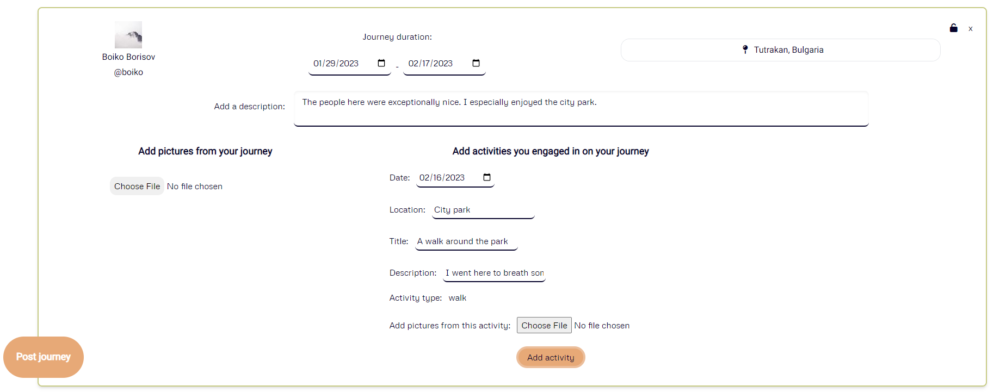 Boiko Borisov
@boiko
Journey duration:
01/29/2023 - 02/17/2023
Tutrakan, Bulgaria
x
Add a description:
The people here were exceptionally nice. I especially enjoyed the city park.
Add pictures from your journey
Choose File No file chosen
Add activities you engaged in on your journey
Date: 02/16/2023
Location: City park
Title: A walk around the park
Description: I went here to breath
Activity type: walk
Add pictures from this activity: Choose File No file chosen
Add activity
Post journey